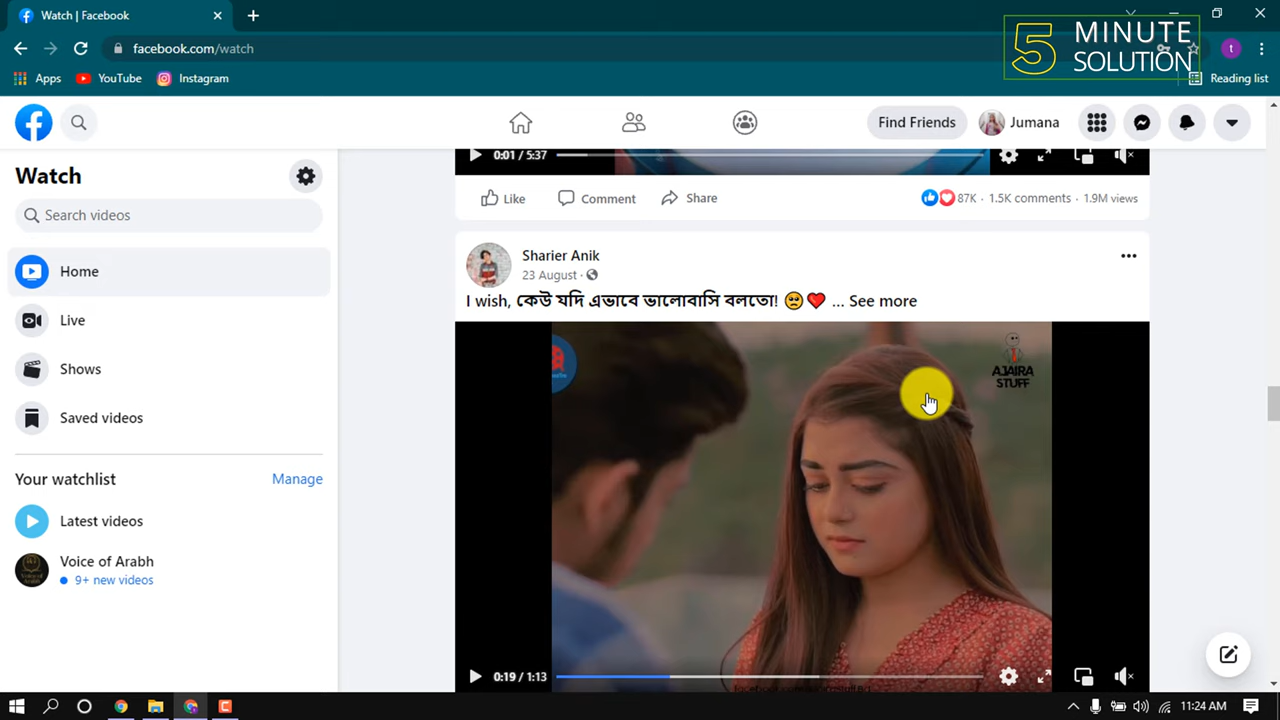 Watch | Facebook
5 MINUTE SOLUTION
facebook.com/watch
Apps YouTube Instagram
Reading list
Find Friends Jumana
Watch
Search videos
Home
Live
Shows
Saved videos
Your watchlist Manage
Latest videos
Voice of Arabh
9+ new videos
0:01 / 5:37
Like Comment Share 87K · 1.5K comments · 1.9M views
Sharier Anik
23 August ·
I wish, কেউ যদি এভাবে ভালোবাসি বলতো! 🥺❤️ ... See more
AJAIRA
STUFF
0:19 / 1:13
11:24 AM